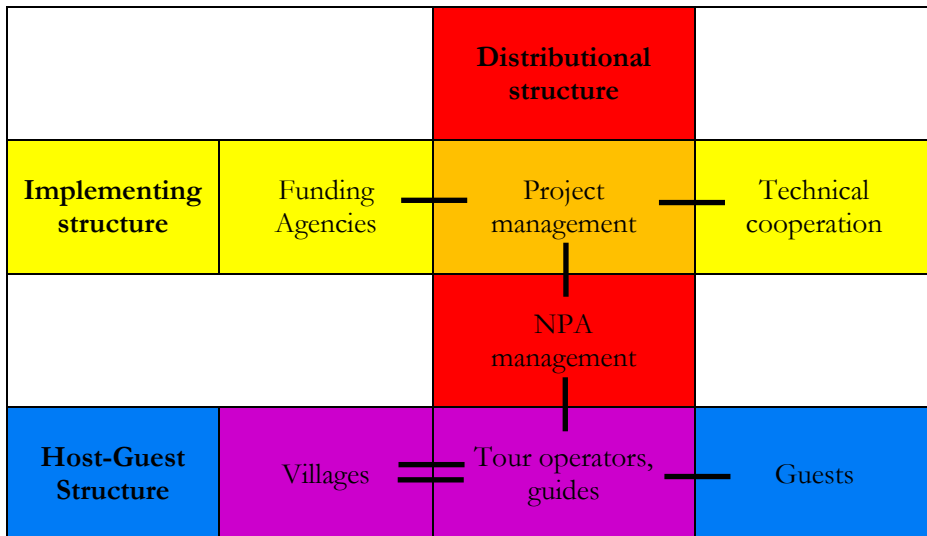 Distributional
structure
Implementing
structure
Funding
Agencies
Project
management
Technical
cooperation
NPA
management
Host-Guest
Structure
Villages
Tour operators,
guides
Guests